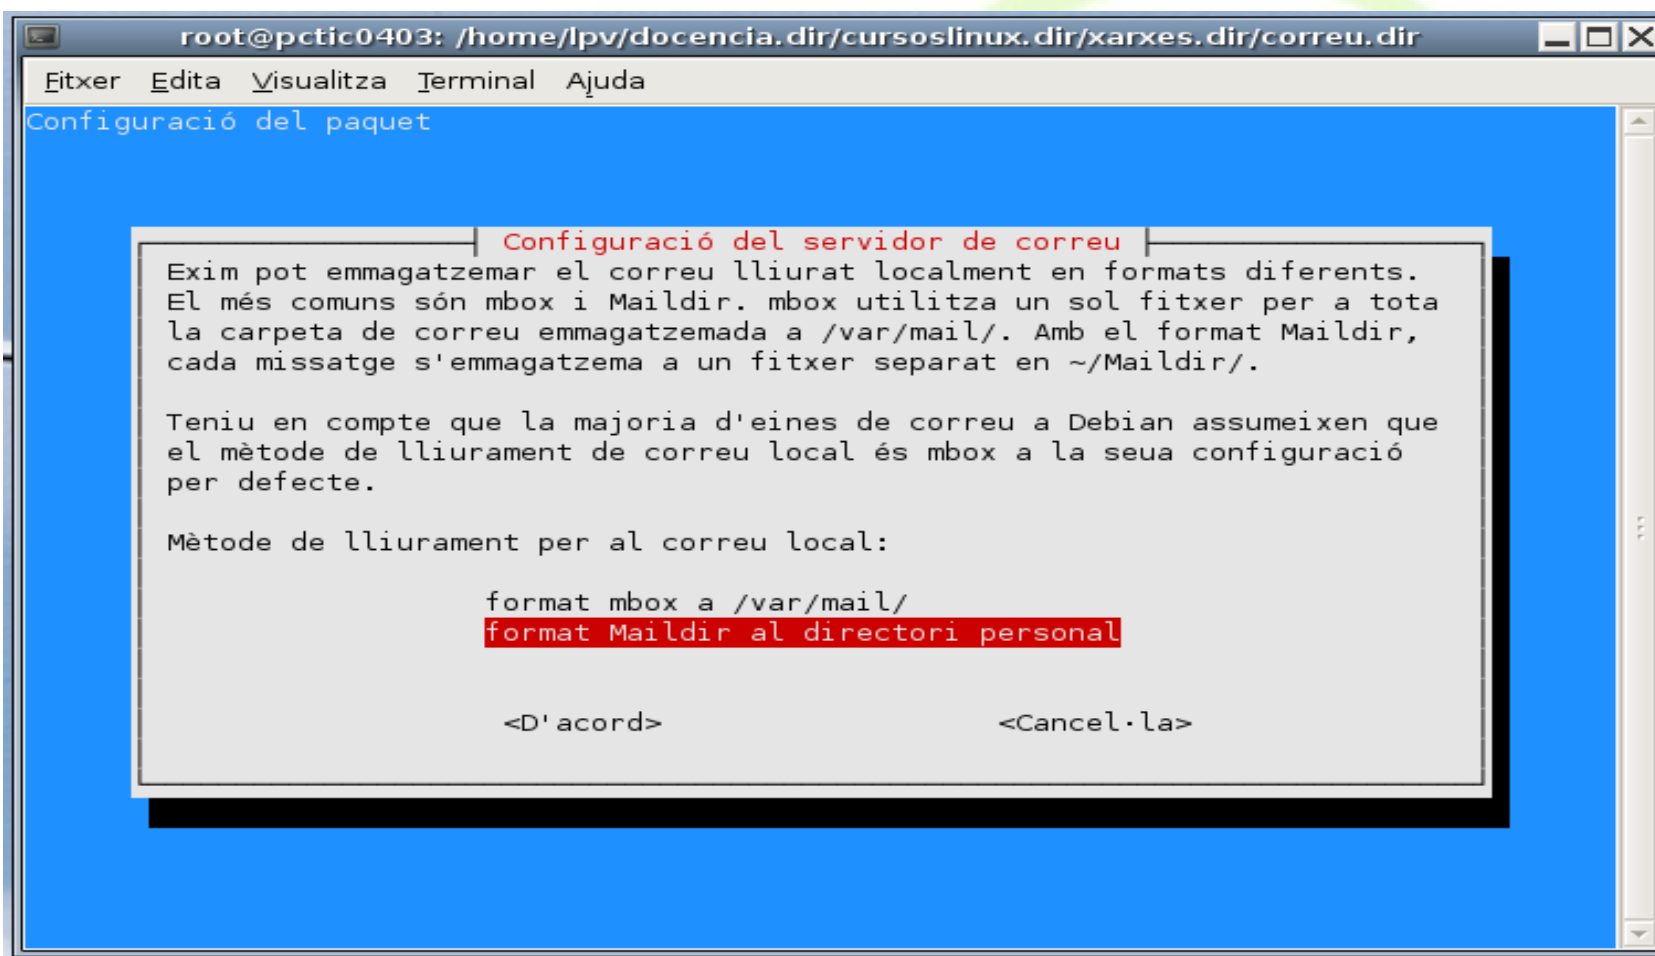 root@pctic0403: /home/lpv/docencia.dir/cursoslinux.dir/xarxes.dir/correu.dir
Fitxer Edita Visualitza Terminal Ajuda
Configuració del paquet
Configuració del servidor de correu
Exim pot emmagatzemar el correu lliurat localment en formats diferents.
El més comuns són mbox i Maildir. mbox utilitza un sol fitxer per a tota
la carpeta de correu emmagatzemada a /var/mail/. Amb el format Maildir,
cada missatge s'emmagatzema a un fitxer separat en ~/Maildir/.
Teniu en compte que la majoria d'eines de correu a Debian assumeixen que
el mètode de lliurament de correu local és mbox a la seua configuració
per defecte.
Mètode de lliurament per al correu local:
format mbox a /var/mail/
format Maildir al directori personal
<D'acord> <Cancel·la>